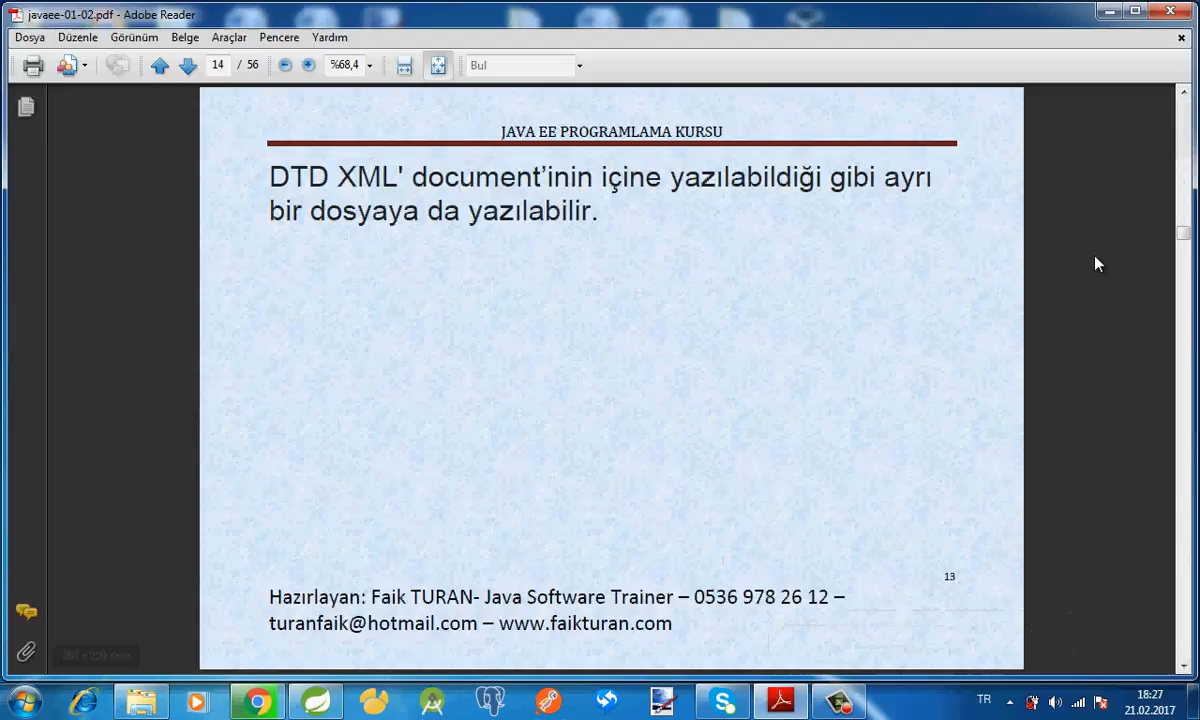 javaee-01-02.pdf - Adobe Reader
Dosya Düzenle Görünüm Belge Araçlar Pencere Yardım
14 / 56 %68,4 Bul
JAVA EE PROGRAMLAMA KURSU
DTD XML' document’inin içine yazılabildiği gibi ayrı
bir dosyaya da yazılabilir.
13
Hazırlayan: Faik TURAN- Java Software Trainer – 0536 978 26 12 –
turanfaik@hotmail.com – www.faikturan.com
TR 18:27
21.02.2017